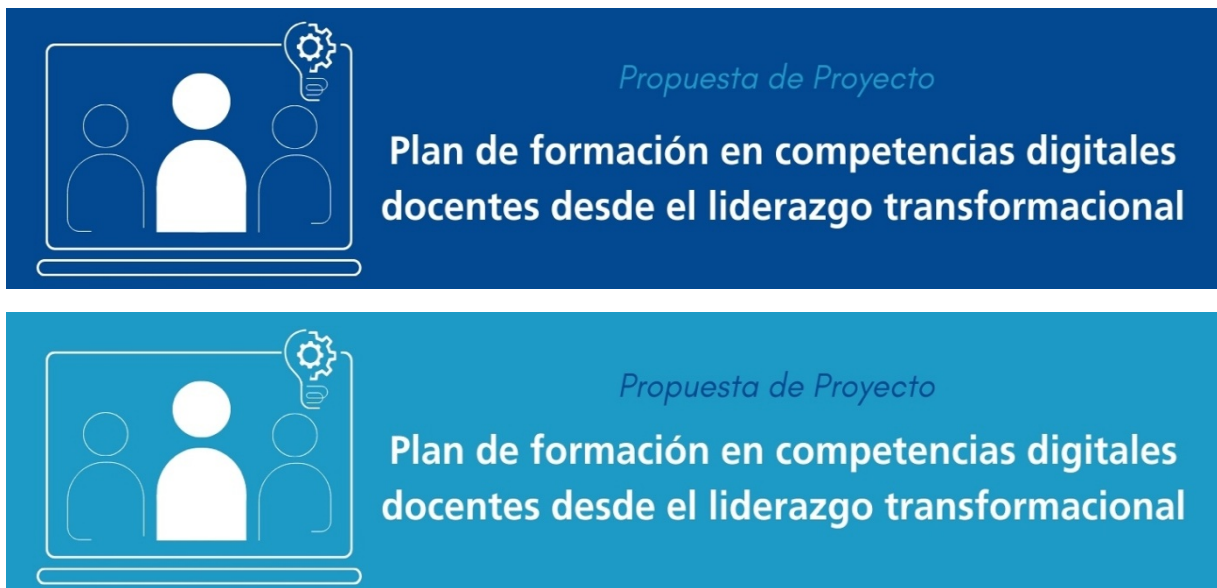 Propuesta de Proyecto
Plan de formación en competencias digitales
docentes desde el liderazgo transformacional
Propuesta de Proyecto
Plan de formación en competencias digitales
docentes desde el liderazgo transformacional